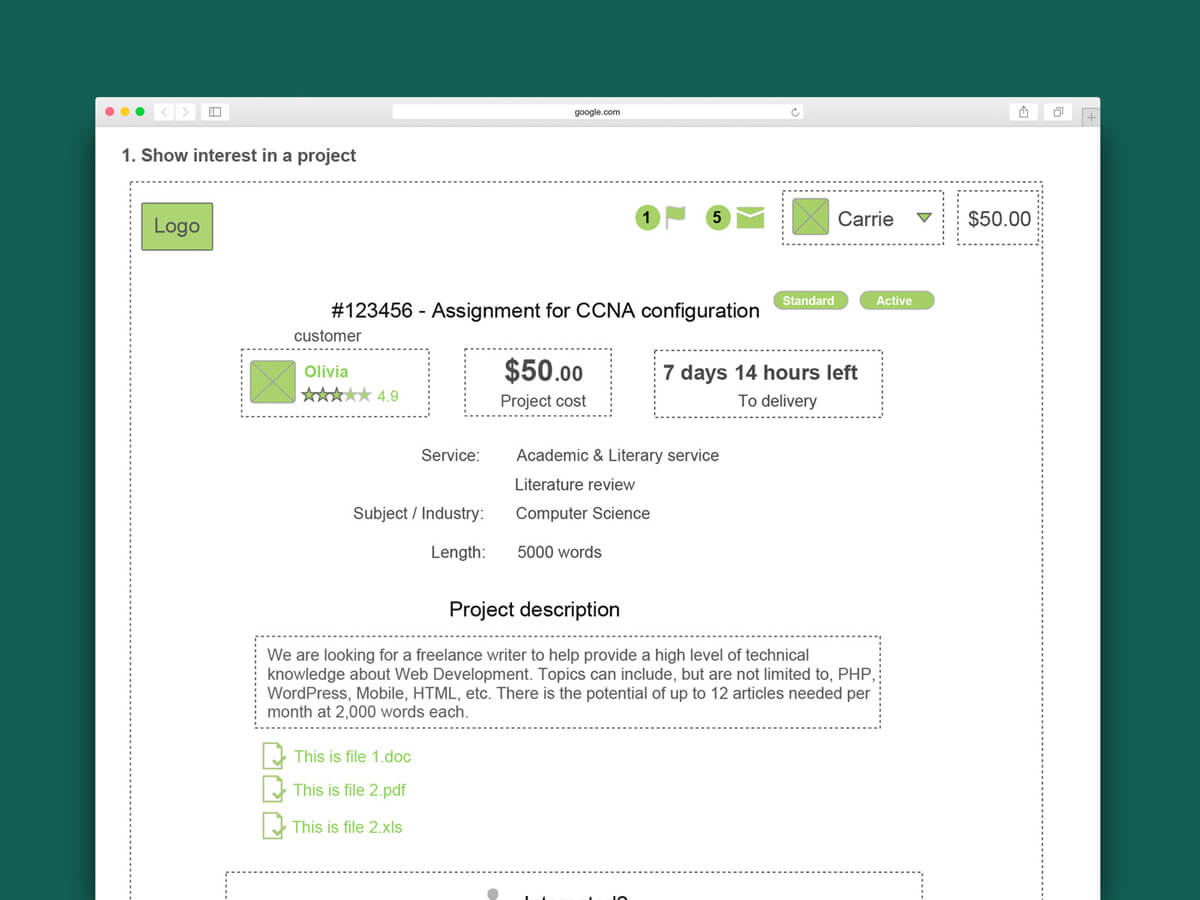 google.com
1. Show interest in a project
Logo
1
5
Carrie
$50.00
#123456 - Assignment for CCNA configuration
Standard
Active
customer
Olivia
4.9
$50.00
Project cost
7 days 14 hours left
To delivery
Service: Academic & Literary service
Literature review
Subject / Industry: Computer Science
Length: 5000 words
Project description
We are looking for a freelance writer to help provide a high level of technical
knowledge about Web Development. Topics can include, but are not limited to, PHP,
WordPress, Mobile, HTML, etc. There is the potential of up to 12 articles needed per
month at 2,000 words each.
This is file 1.doc
This is file 2.pdf
This is file 2.xls